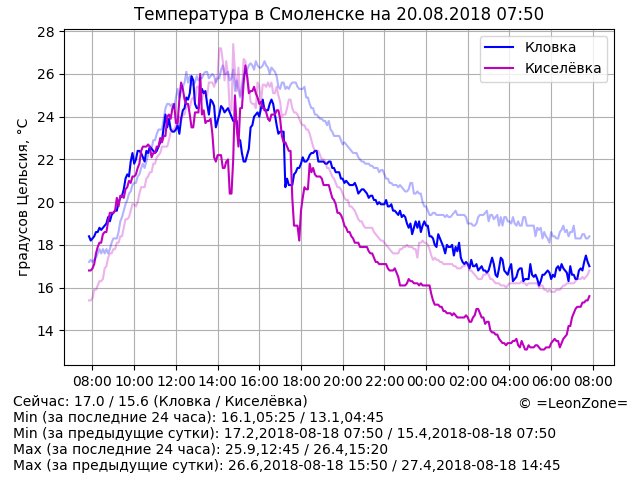 Температура в Смоленске на 20.08.2018 07:50
градусов Цельсия, °C
28
26
24
22
20
18
16
14
Кловка
Киселёвка
08:00 10:00 12:00 14:00 16:00 18:00 20:00 22:00 00:00 02:00 04:00 06:00 08:00
Сейчас: 17.0 / 15.6 (Кловка / Киселёвка)
© =LeonZone=
Min (за последние 24 часа): 16.1,05:25 / 13.1,04:45
Min (за предыдущие сутки): 17.2,2018-08-18 07:50 / 15.4,2018-08-18 07:50
Max (за последние 24 часа): 25.9,12:45 / 26.4,15:20
Max (за предыдущие сутки): 26.6,2018-08-18 15:50 / 27.4,2018-08-18 14:45